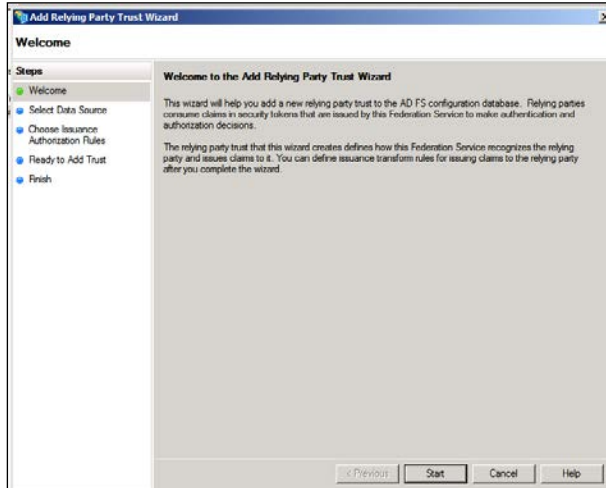 Add Relying Party Trust Wizard
Welcome
Steps
Welcome
Select Data Source
Choose Issuance
Authorization Rules
Ready to Add Trust
Finish
Welcome to the Add Relying Party Trust Wizard
This wizard will help you add a new relying party trust to the AD FS configuration database. Relying parties
consume claims in security tokens that are issued by this Federation Service to make authentication and
authorization decisions.
The relying party trust that this wizard creates defines how this Federation Service recognizes the relying
party and issues claims to it. You can define issuance transform rules for issuing claims to the relying party
after you complete the wizard.
< Previous
Start
Cancel
Help